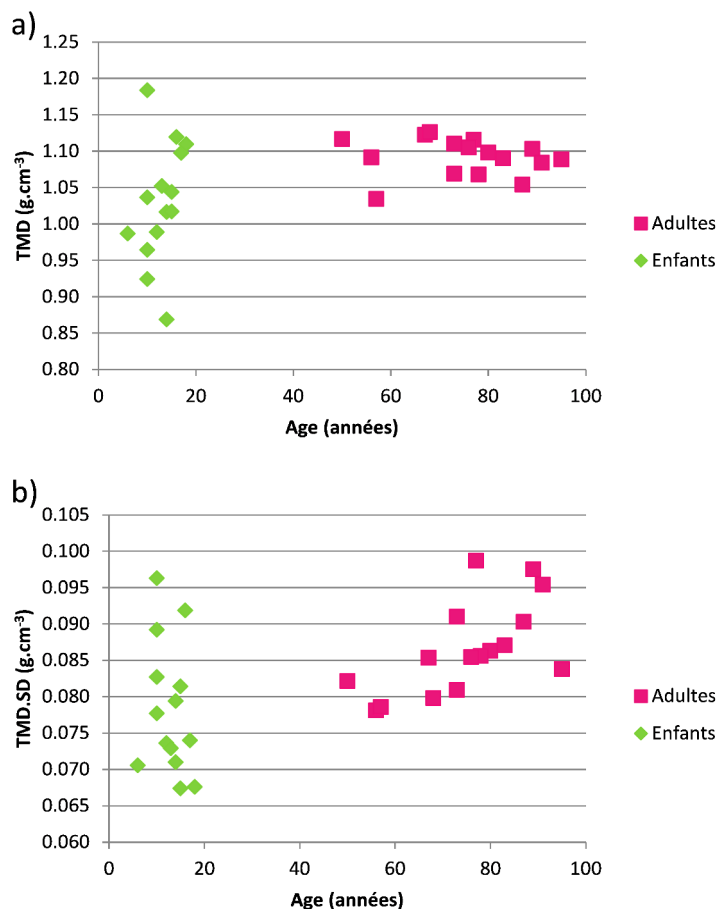 a)
1.25
1.20
1.15
1.10
1.05
1.00
0.95
0.90
0.85
0.80
TMD (g.cm⁻³)
0 20 40 60 80 100
Age (années)
Adultes
Enfants
b)
0.105
0.100
0.095
0.090
0.085
0.080
0.075
0.070
0.065
0.060
TMD.SD (g.cm⁻³)
0 20 40 60 80 100
Age (années)
Adultes
Enfants